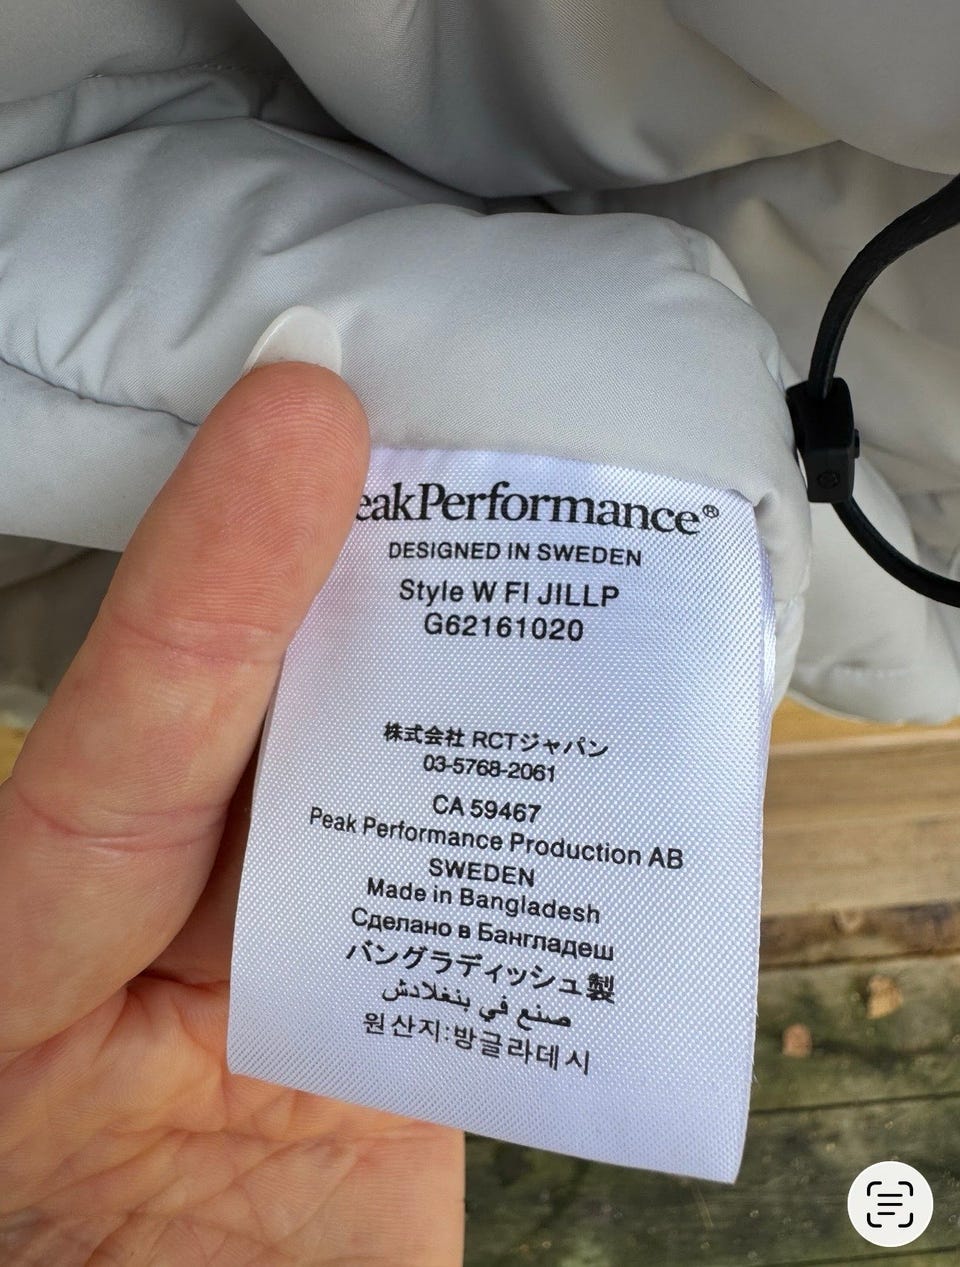 eakPerformance®
DESIGNED IN SWEDEN
Style W FI JILLP
G62161020
株式会社 RCTジャパン
03-5768-2061
CA 59467
Peak Performance Production AB
SWEDEN
Made in Bangladesh
Сделано в Бангладеш
バングラディッシュ製
صنع في بنغلادش
원산지:방글라데시